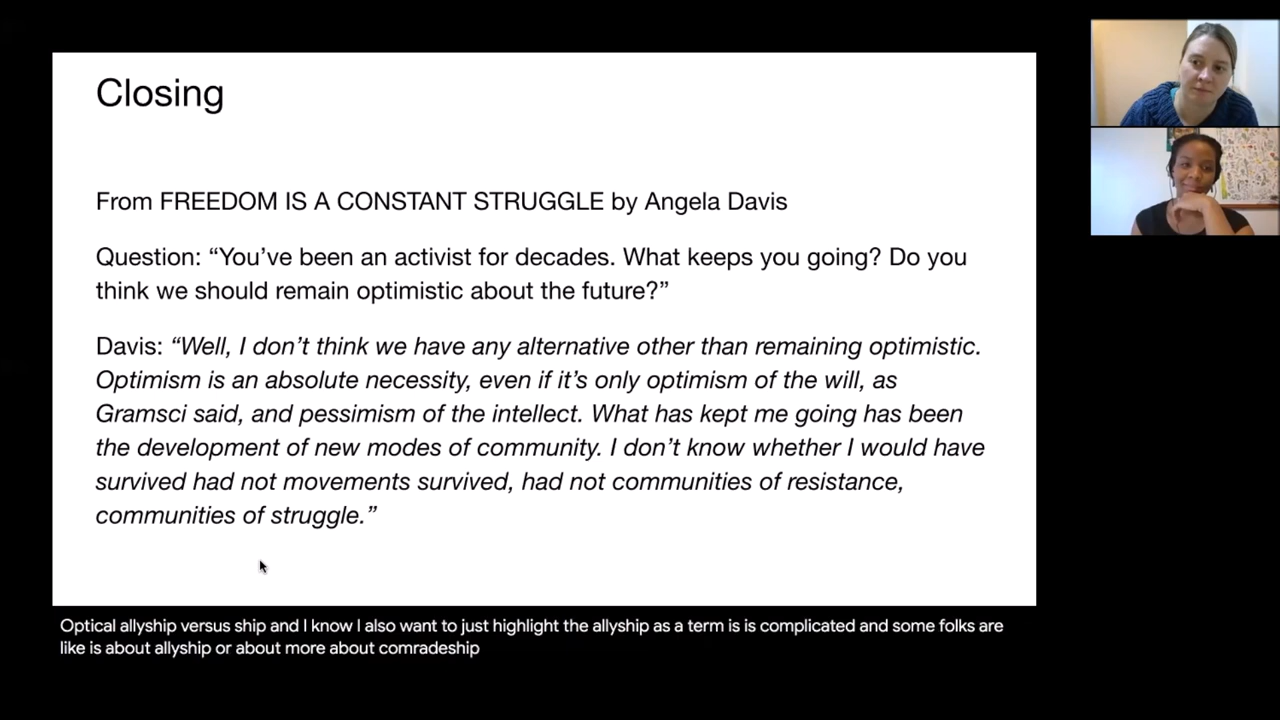 Closing
From FREEDOM IS A CONSTANT STRUGGLE by Angela Davis
Question: “You’ve been an activist for decades. What keeps you going? Do you
think we should remain optimistic about the future?”
Davis: “Well, I don’t think we have any alternative other than remaining optimistic.
Optimism is an absolute necessity, even if it’s only optimism of the will, as
Gramsci said, and pessimism of the intellect. What has kept me going has been
the development of new modes of community. I don’t know whether I would have
survived had not movements survived, had not communities of resistance,
communities of struggle.”
Optical allyship versus ship and I know I also want to just highlight the allyship as a term is is complicated and some folks are
like is about allyship or about more about comradeship